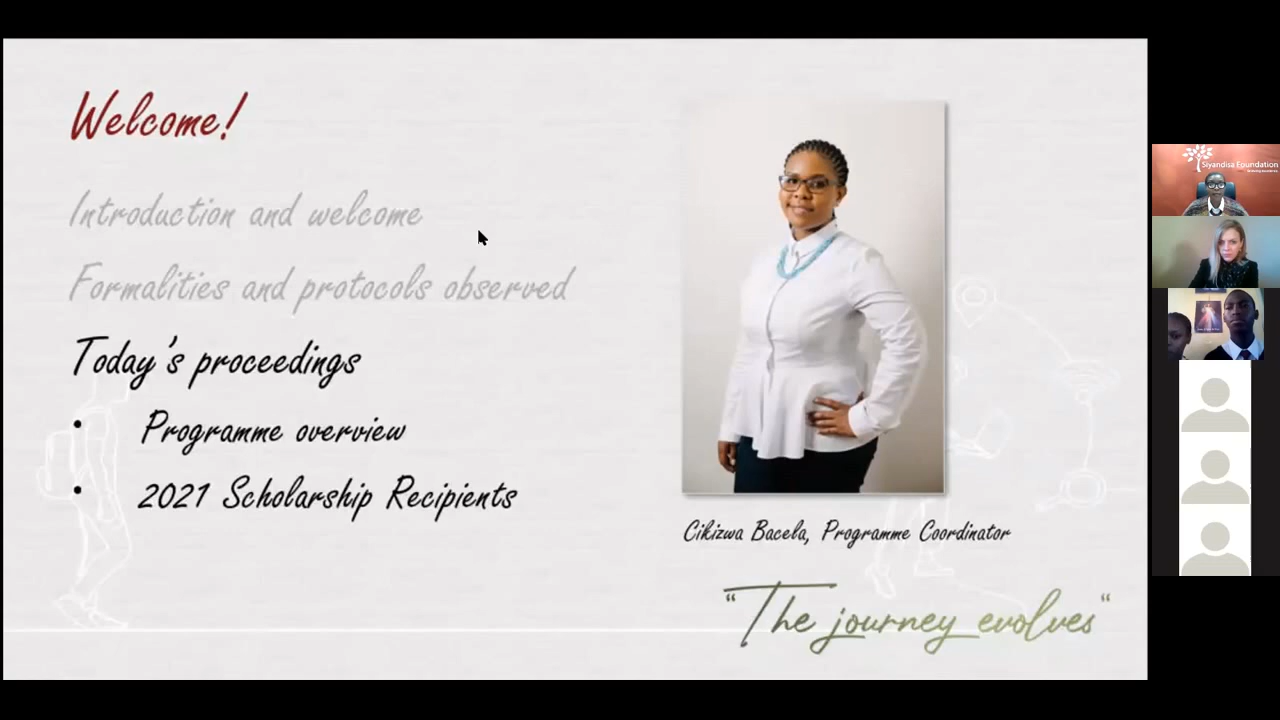 Welcome!
Introduction and welcome
Formalities and protocols observed
Today's proceedings
• Programme overview
• 2021 Scholarship Recipients
Cikizwa Bacela, Programme Coordinator
"The journey evolves"
Siyandisa Foundation